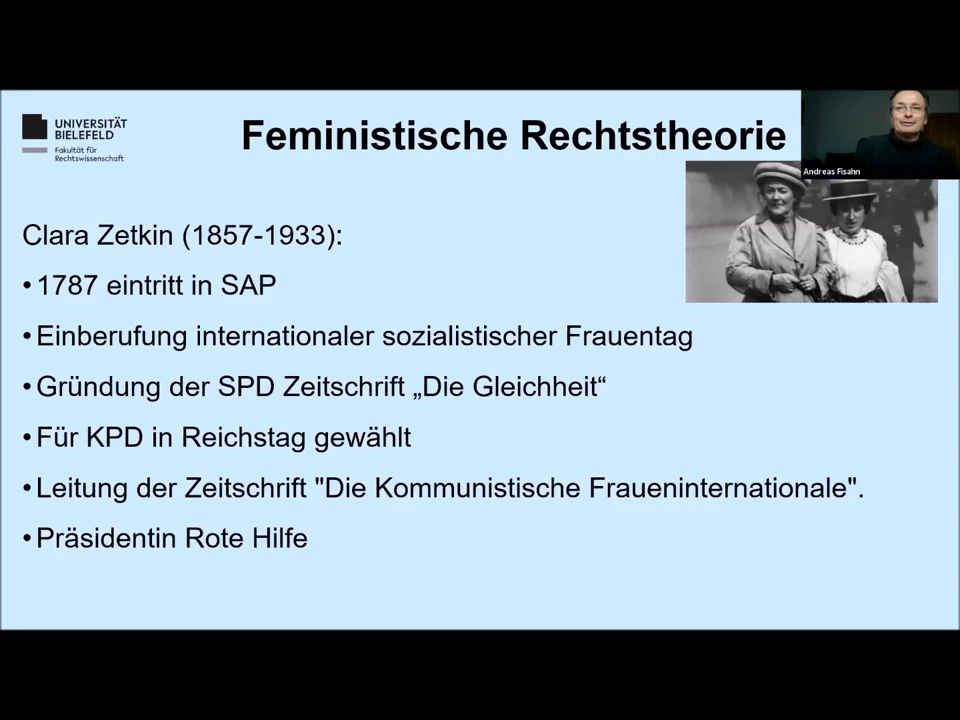 UNIVERSITÄT
BIELEFELD
Fakultät für
Rechtswissenschaft
Feministische Rechtstheorie
Andreas Fisahn
Clara Zetkin (1857-1933):
• 1787 eintritt in SAP
• Einberufung internationaler sozialistischer Frauentag
• Gründung der SPD Zeitschrift „Die Gleichheit“
• Für KPD in Reichstag gewählt
• Leitung der Zeitschrift "Die Kommunistische Fraueninternationale".
• Präsidentin Rote Hilfe